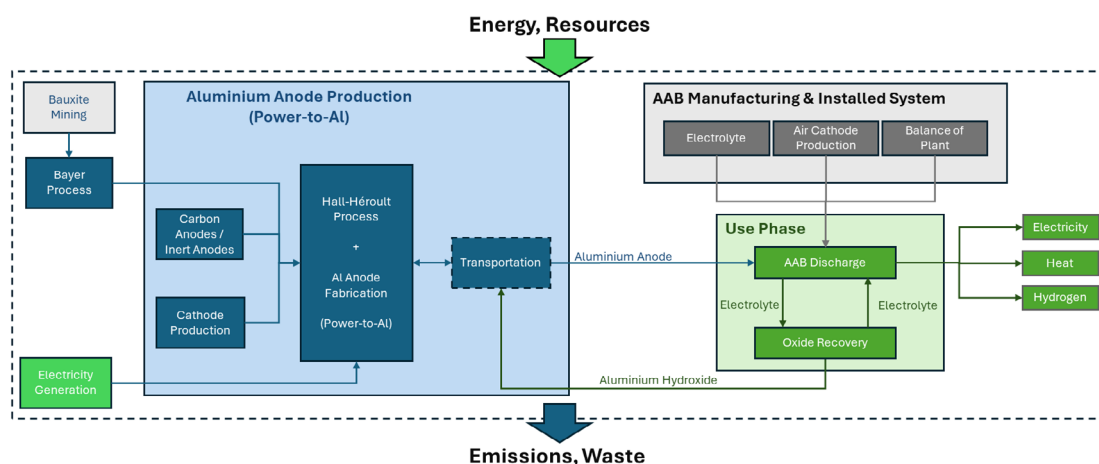 Energy, Resources
Bauxite
Mining
Bayer
Process
Aluminium Anode Production
(Power-to-Al)
Carbon
Anodes /
Inert Anodes
Cathode
Production
Hall-Héroult
Process
+
Al Anode
Fabrication
(Power-to-Al)
Transportation
Electricity
Generation
Aluminium Anode
Aluminium Hydroxide
AAB Manufacturing & Installed System
Electrolyte
Air Cathode
Production
Balance of
Plant
Use Phase
AAB Discharge
Electrolyte
Electrolyte
Oxide Recovery
Electricity
Heat
Hydrogen
Emissions, Waste